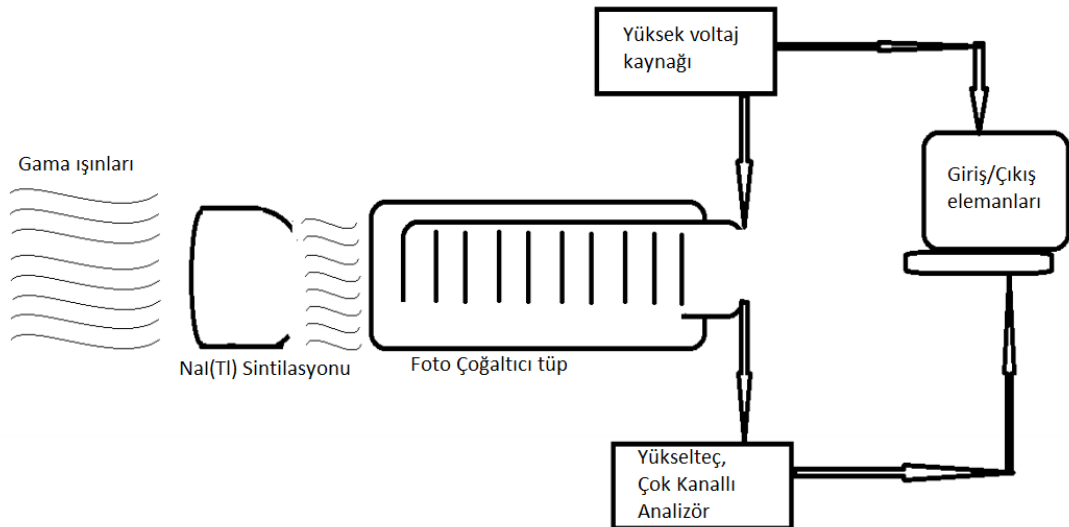 Yüksek voltaj
kaynağı
Gama ışınları
Giriş/Çıkış
elemanları
NaI(Tl) Sintilasyonu
Foto Çoğaltıcı tüp
Yükselteç,
Çok Kanallı
Analizör